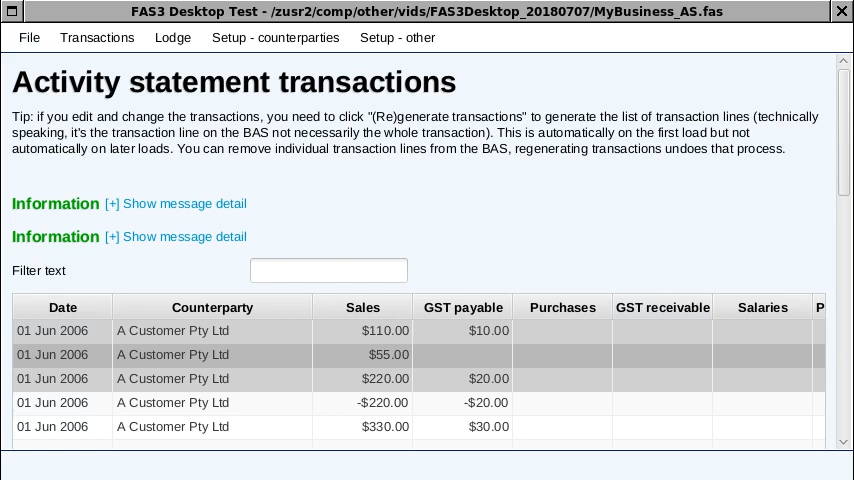 FAS3 Desktop Test - /zusr2/comp/other/vids/FAS3Desktop_20180707/MyBusiness_AS.fas
File Transactions Lodge Setup - counterparties Setup - other
Activity statement transactions
Tip: if you edit and change the transactions, you need to click "(Re)generate transactions" to generate the list of transaction lines (technically
speaking, it's the transaction line on the BAS not necessarily the whole transaction). This is automatically on the first load but not
automatically on later loads. You can remove individual transaction lines from the BAS, regenerating transactions undoes that process.
Information [+] Show message detail
Information [+] Show message detail
Filter text
Date Counterparty Sales GST payable Purchases GST receivable Salaries P
01 Jun 2006 A Customer Pty Ltd $110.00 $10.00
01 Jun 2006 A Customer Pty Ltd $55.00
01 Jun 2006 A Customer Pty Ltd $220.00 $20.00
01 Jun 2006 A Customer Pty Ltd -$220.00 -$20.00
01 Jun 2006 A Customer Pty Ltd $330.00 $30.00